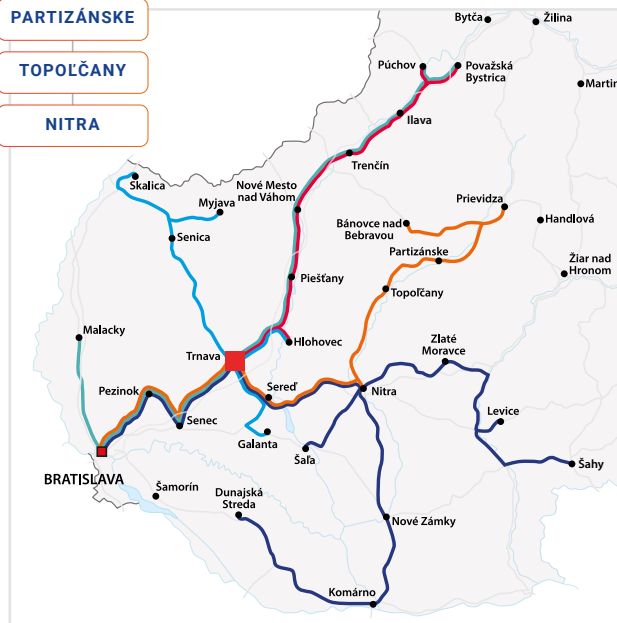 PARTIZÁNSKE
TOPOĽČANY
NITRA
Bytča
Žilina
Púchov
Považská
Bystrica
Martin
Ilava
Trenčín
Skalica
Myjava
Nové Mesto
nad Váhom
Prievidza
Bánovce nad
Bebravou
Handlová
Senica
Partizánske
Žiar nad
Hronom
Piešťany
Topoľčany
Malacky
Trnava
Hlohovec
Zlaté
Moravce
Pezinok
Sereď
Nitra
Senec
Levice
Galanta
Šaľa
Šahy
BRATISLAVA
Šamorín
Dunajská
Streda
Nové Zámky
Komárno